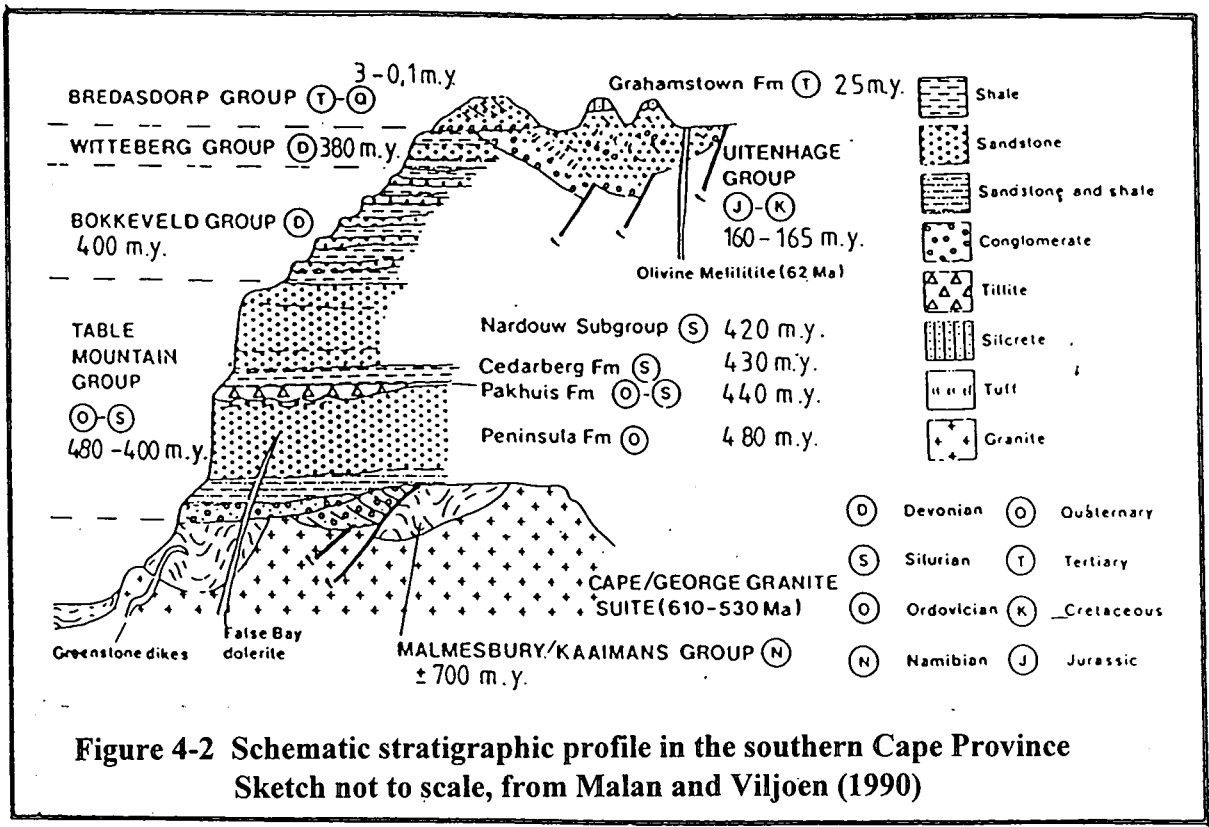 3-0,1 m.y.
BREDASDORP GROUP (T)-(Q)
WITTEBERG GROUP (D) 380 m.y.
BOKKEVELD GROUP (D)
400 m.y.
TABLE
MOUNTAIN
GROUP
(O)-(S)
480-400 m.y.
Grahamstown Fm (T) 25 m.y.
UITENHAGE
GROUP
(J)-(K)
160-165 m.y.
Olivine Melilitite (62 Ma)
Nardouw Subgroup (S) 420 m.y.
Cedarberg Fm (S) 430 m.y.
Pakhuis Fm (O)-(S) 440 m.y.
Peninsula Fm (O) 480 m.y.
CAPE/GEORGE GRANITE
SUITE (610-530 Ma)
Greenstone dikes
False Bay
dolerite
MALMESBURY/KAAIMANS GROUP (N)
± 700 m.y.
Shale
Sandstone
Sandstone and shale
Conglomerate
Tillite
Silcrete
Tuff
Granite
(D) Devonian (Q) Quaternary
(S) Silurian (T) Tertiary
(O) Ordovician (K) Cretaceous
(N) Namibian (J) Jurassic
Figure 4-2 Schematic stratigraphic profile in the southern Cape Province
Sketch not to scale, from Malan and Viljoen (1990)